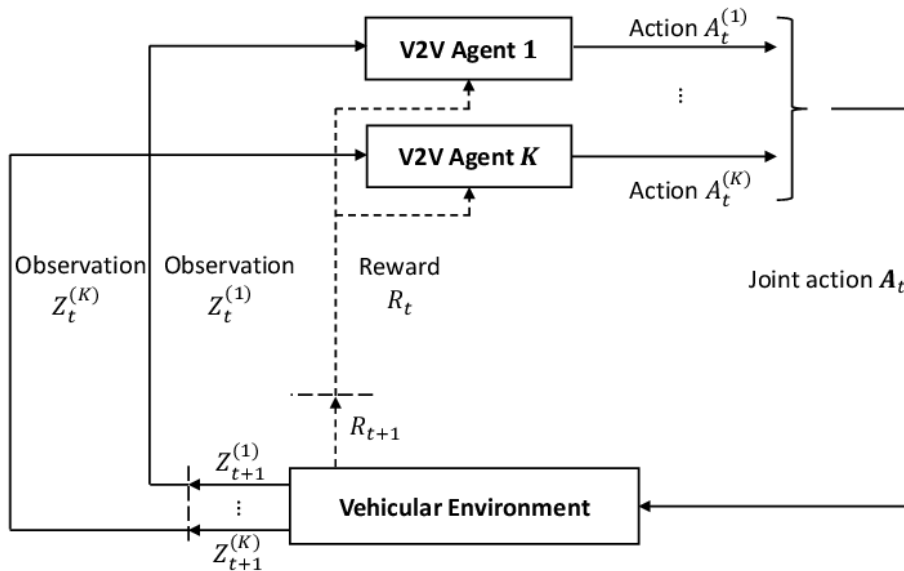 V2V Agent 1
Action A_t^{(1)}
⋮
V2V Agent K
Action A_t^{(K)}
Observation
Z_t^{(K)}
Observation
Z_t^{(1)}
Reward
R_t
Joint action A_t
R_{t+1}
Z_{t+1}^{(1)}
⋮
Vehicular Environment
Z_{t+1}^{(K)}